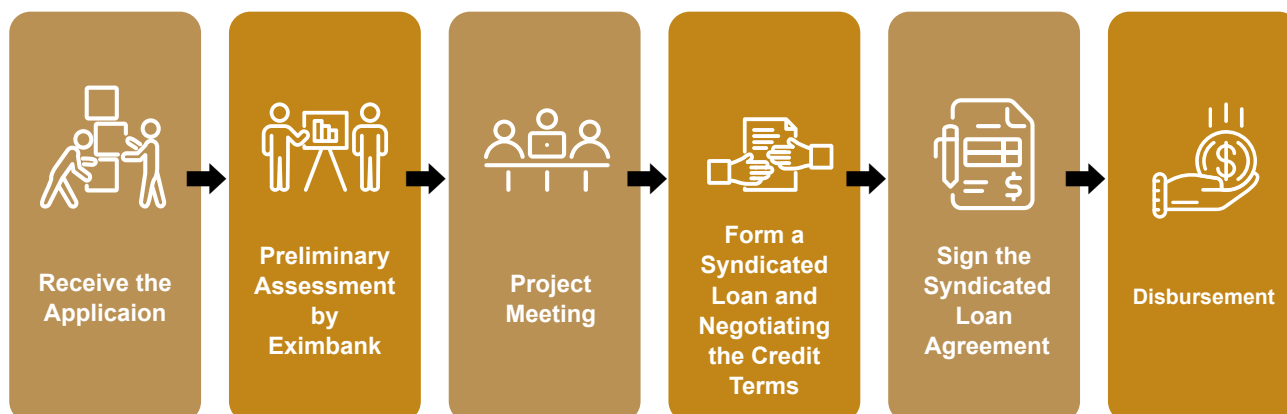 Receive the
Applicaion
Preliminary
Assessment
by
Eximbank
Project
Meeting
Form a
Syndicated
Loan and
Negotiating
the Credit
Terms
$
Sign the
Syndicated
Loan
Agreement
$
Disbursement